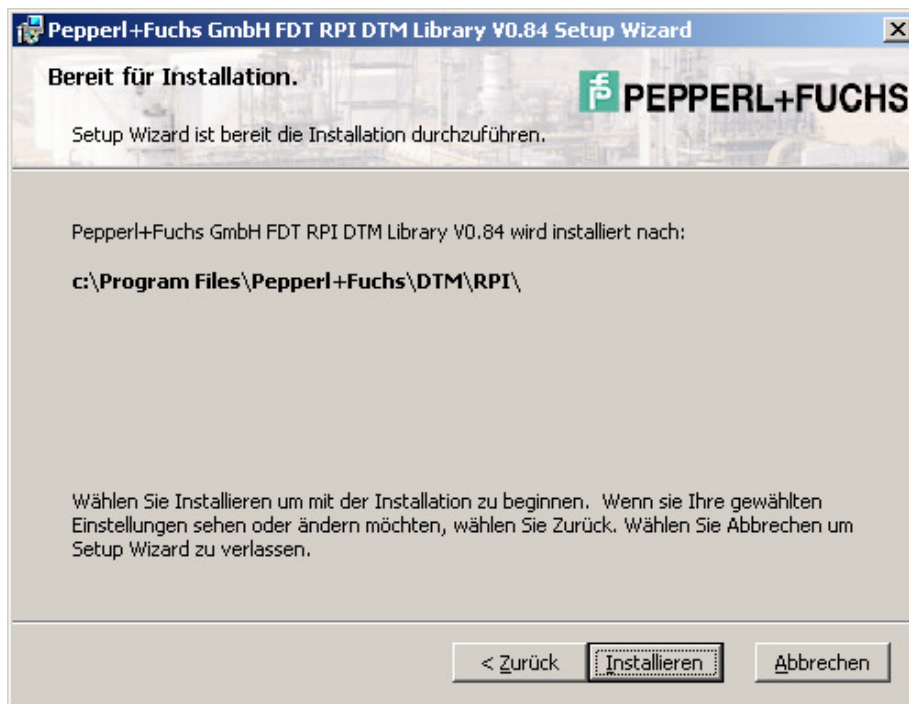 Pepperl+Fuchs GmbH FDT RPI DTM Library V0.84 Setup Wizard
Bereit für Installation.
PEPPERL+FUCHS
Setup Wizard ist bereit die Installation durchzuführen.
Pepperl+Fuchs GmbH FDT RPI DTM Library V0.84 wird installiert nach:
c:\Program Files\Pepperl+Fuchs\DTM\RPI\
Wählen Sie Installieren um mit der Installation zu beginnen. Wenn sie Ihre gewählten
Einstellungen sehen oder ändern möchten, wählen Sie Zurück. Wählen Sie Abbrechen um
Setup Wizard zu verlassen.
< Zurück Installieren Abbrechen